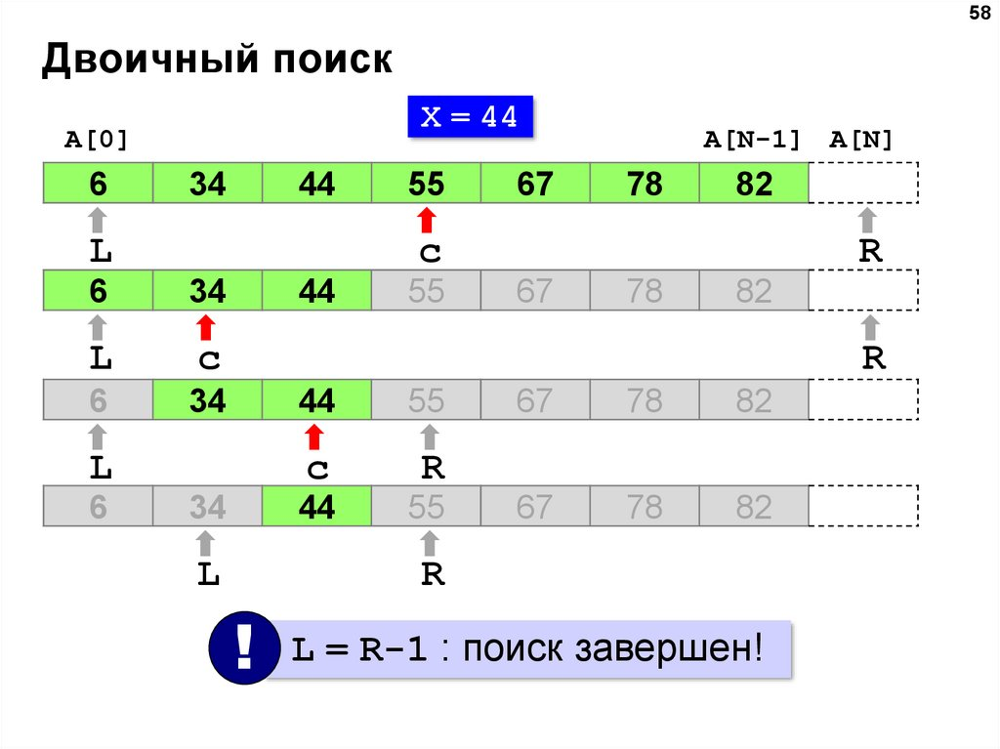 58
Двоичный поиск
X = 44
A[0] A[N-1] A[N]
6 34 44 55 67 78 82
L c R
6 34 44 55 67 78 82
L c R
6 34 44 55 67 78 82
L c R
6 34 44 55 67 78 82
L R
! L = R-1 : поиск завершен!